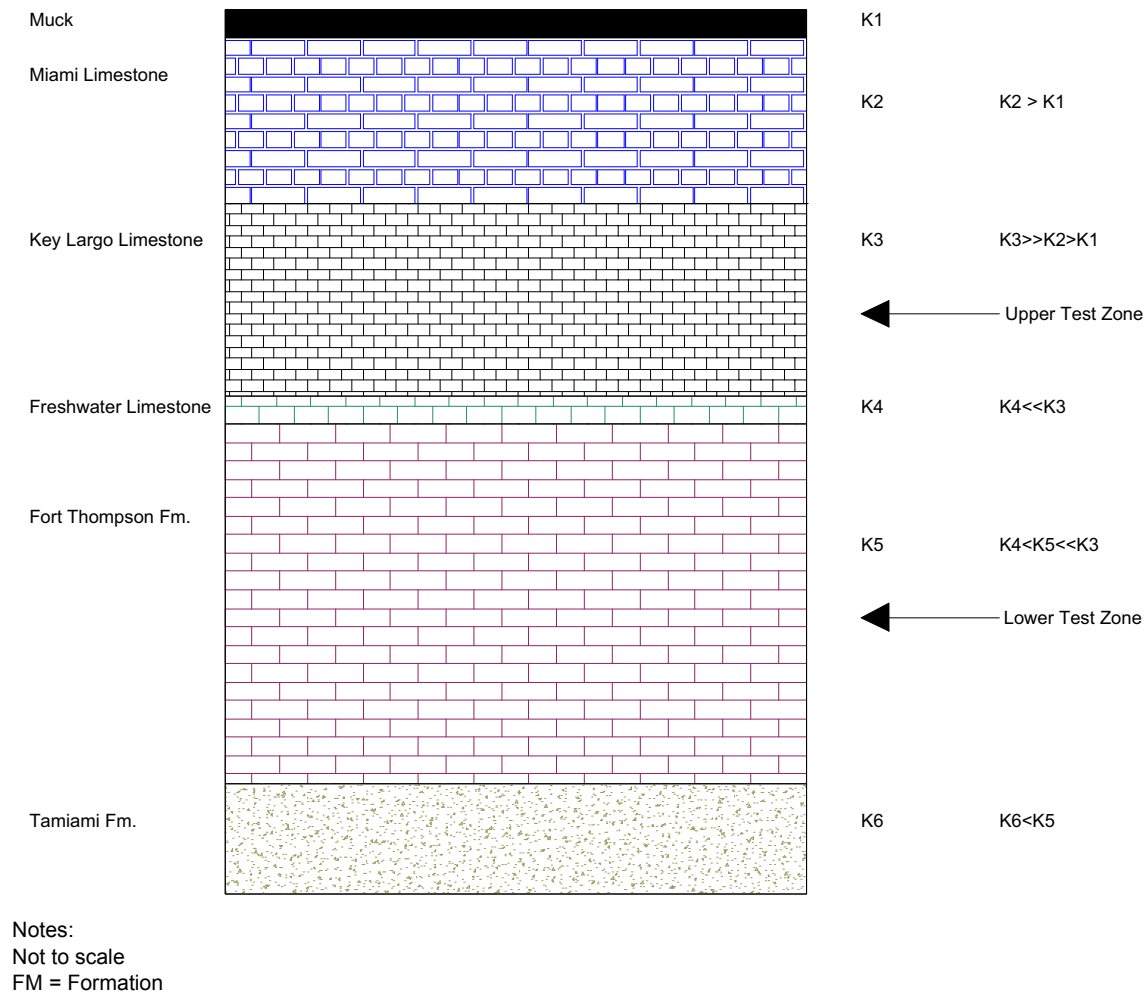 Muck K1
Miami Limestone
K2 K2 > K1
Key Largo Limestone K3 K3>>K2>K1
Upper Test Zone
Freshwater Limestone K4 K4<<K3
Fort Thompson Fm.
K5 K4<K5<<K3
Lower Test Zone
Tamiami Fm. K6 K6<K5
Notes:
Not to scale
FM = Formation